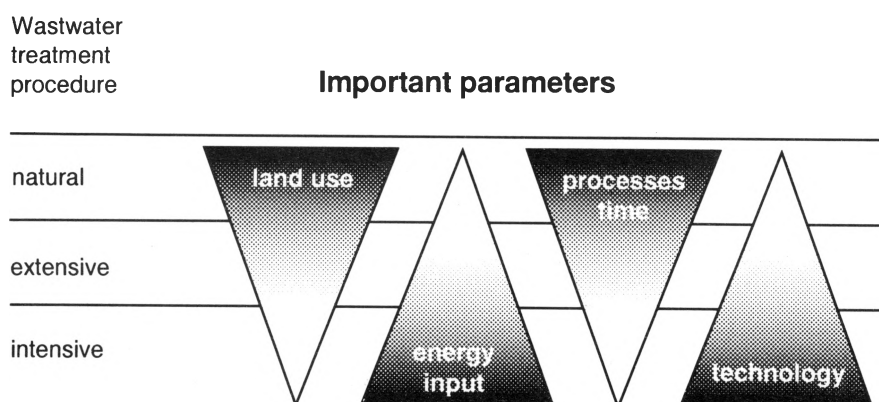 Wastwater
treatment
procedure
Important parameters
natural
land use
processes
time
extensive
intensive
energy
input
technology